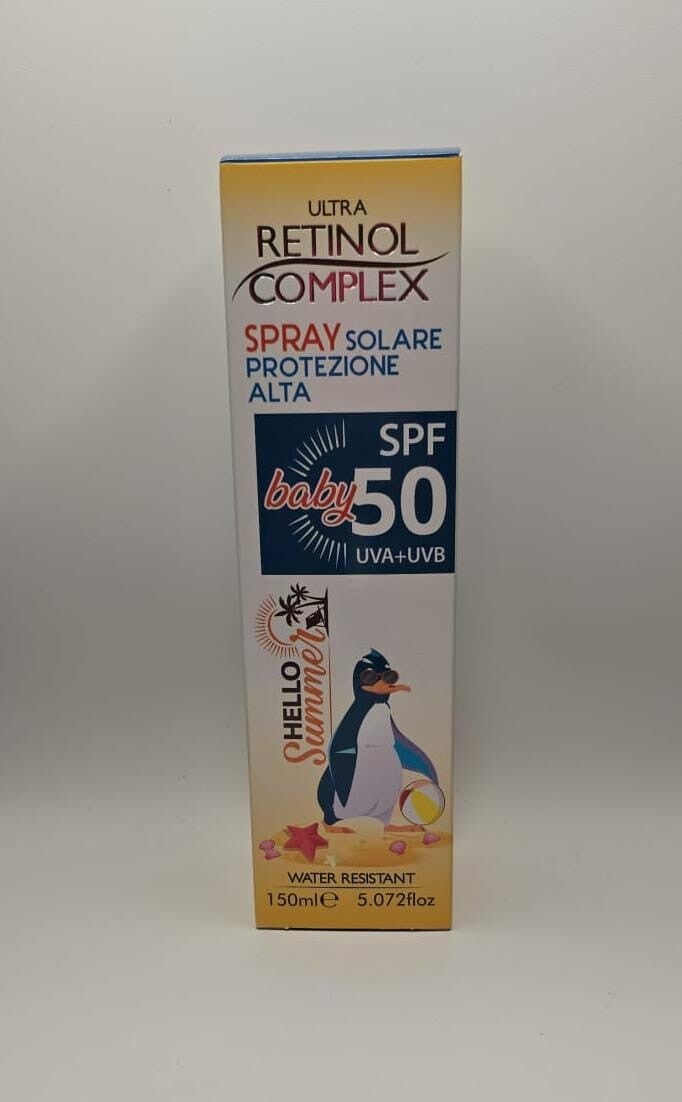 ULTRA
RETINOL
COMPLEX
SPRAY SOLARE
PROTEZIONE
ALTA
SPF
baby 50
UVA+UVB
HELLO
Summer
WATER RESISTANT
150ml℮ 5.072floz